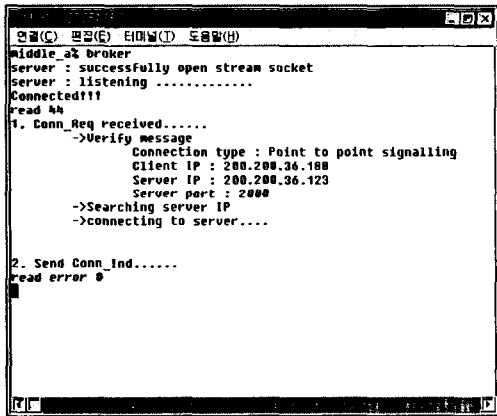 연결(C) 편집(E) 터미널(T) 도움말(H)
middle_a% broker
server : successfully open stream socket
server : listening .............
Connected!!!
read 44
1. Conn_Req received......
->Verify message
Connection type : Point to point signalling
Client IP : 200.200.36.188
Server IP : 200.200.36.123
Server port : 2000
->Searching server IP
->connecting to server....
2. Send Conn_Ind......
read error 0